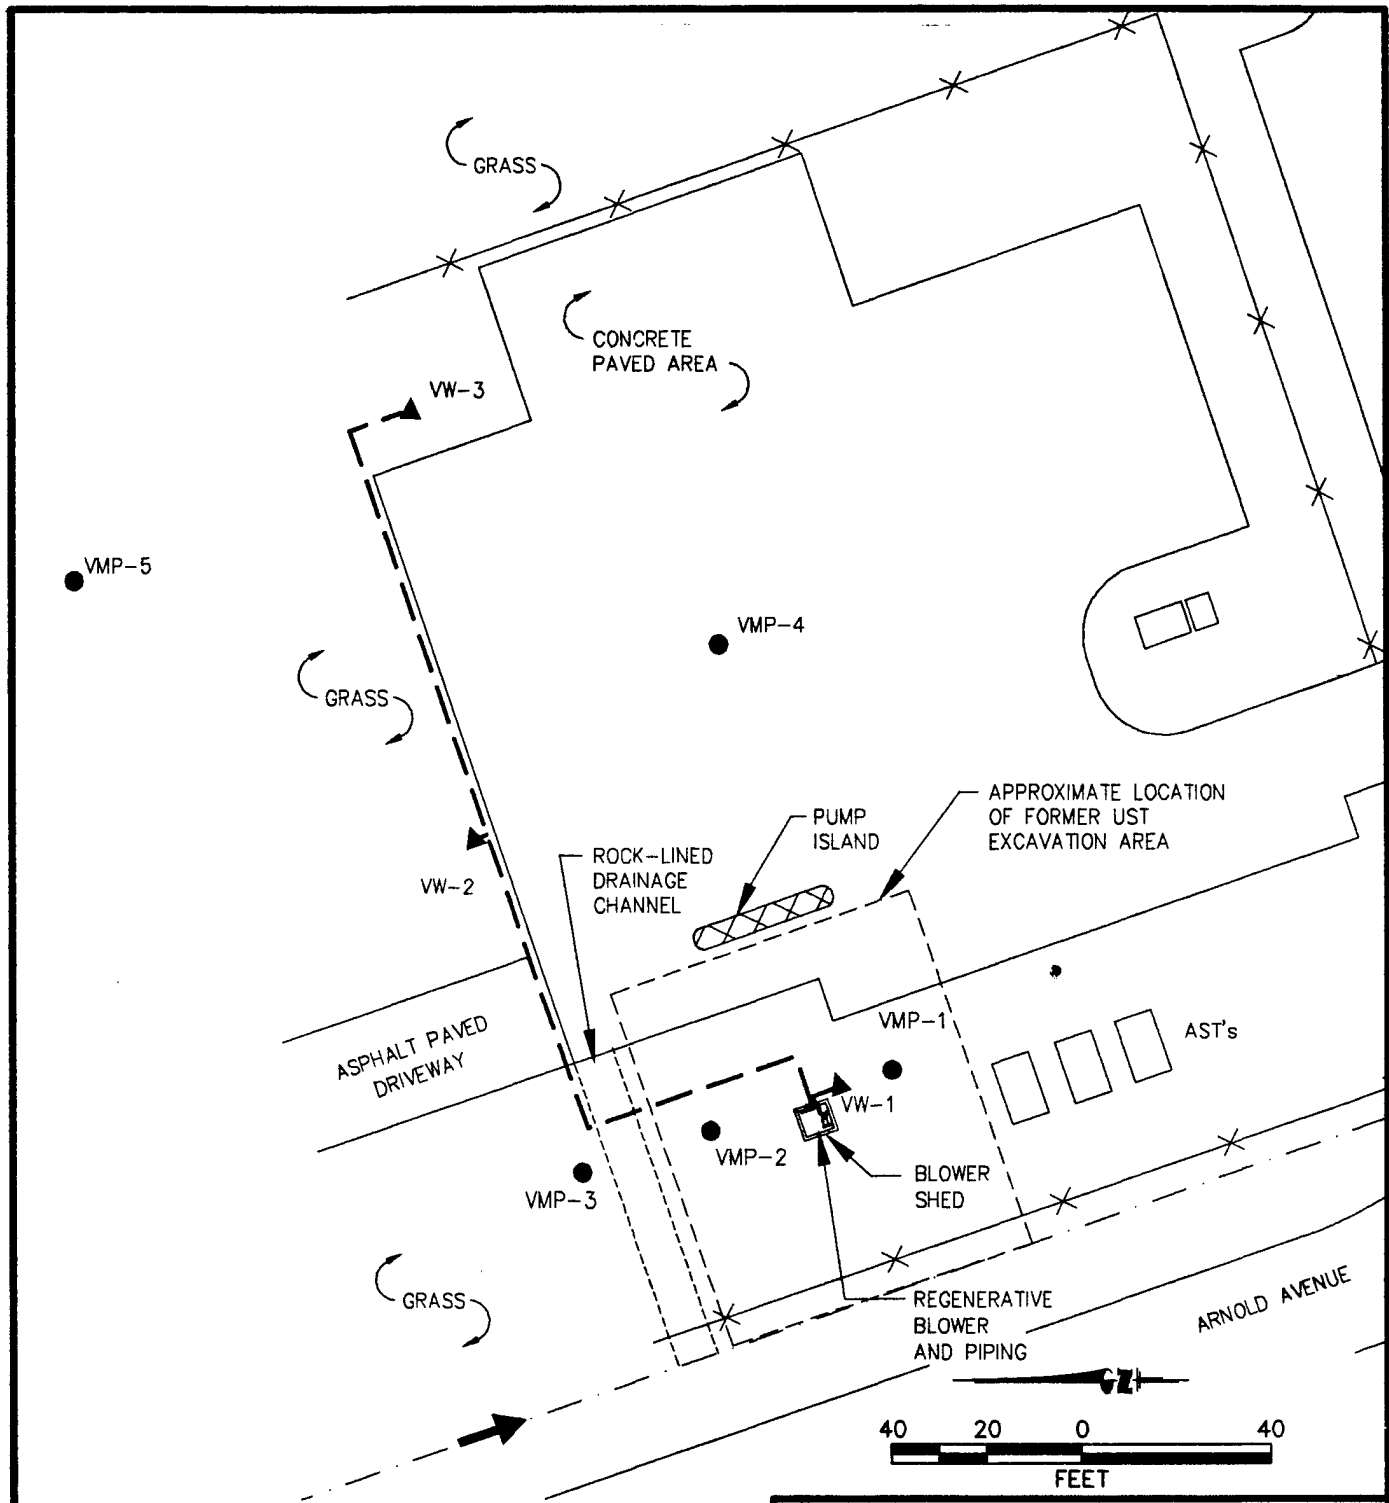 GRASS
CONCRETE
PAVED AREA
VW-3
VMP-5
VMP-4
GRASS
APPROXIMATE LOCATION
OF FORMER UST
EXCAVATION AREA
PUMP
ISLAND
ROCK-LINED
DRAINAGE
CHANNEL
VW-2
ASPHALT PAVED
DRIVEWAY
VMP-1
AST's
VW-1
VMP-2
BLOWER
SHED
VMP-3
GRASS
REGENERATIVE
BLOWER
AND PIPING
ARNOLD AVENUE
40 20 0 40
FEET